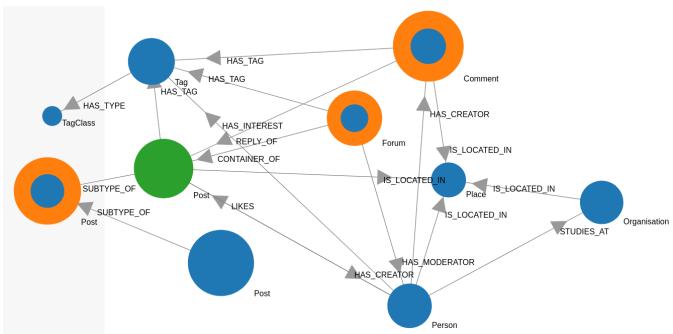 HAS_TAG
Comment
HAS_TAG
Tag
HAS_TAG
HAS_TYPE
HAS_CREATOR
TagClass
HAS_INTEREST
REPLY_OF
Forum
IS_LOCATED_IN
CONTAINER_OF
IS_LOCATED_IN
SUBTYPE_OF
IS_LOCATED_IN
Post
Place
LIKES
SUBTYPE_OF
IS_LOCATED_IN
Post
Organisation
STUDIES_AT
HAS_MODERATOR
HAS_CREATOR
Post
Person